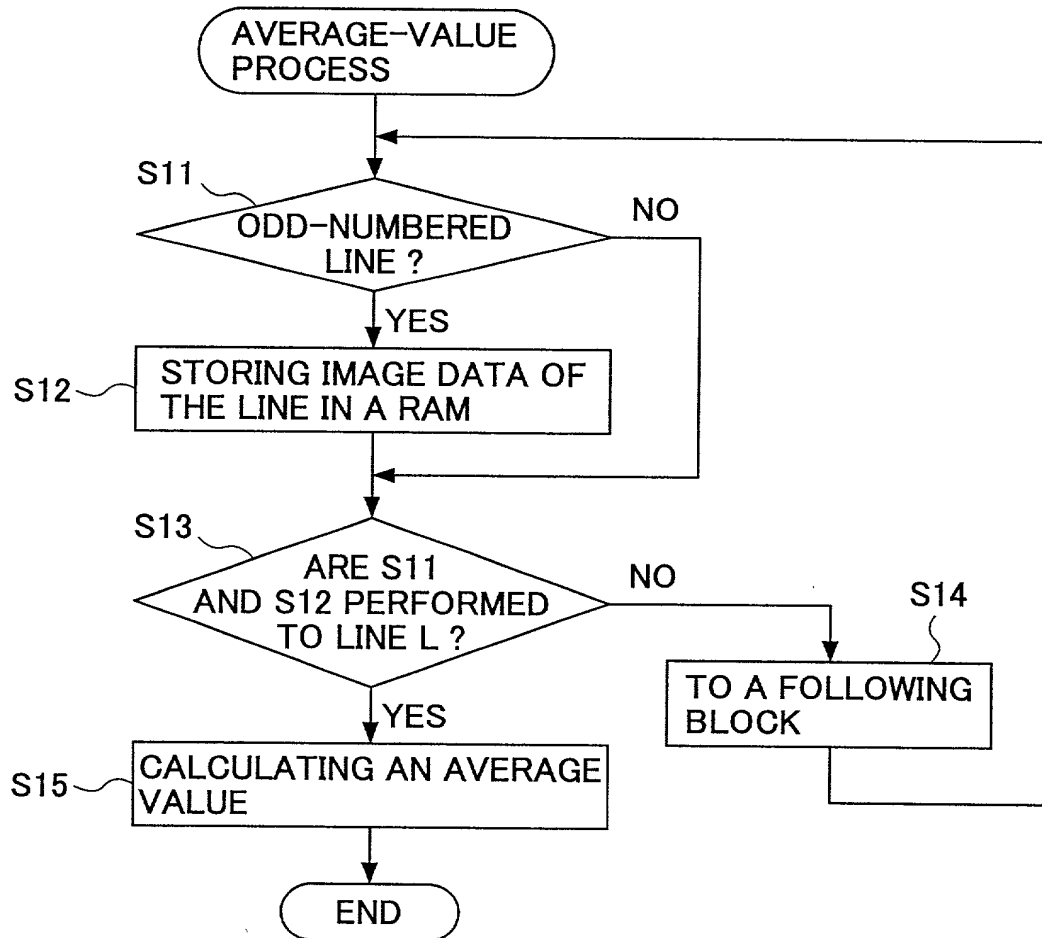 AVERAGE-VALUE
PROCESS
S11
ODD-NUMBERED
LINE ?
NO
YES
S12
STORING IMAGE DATA OF
THE LINE IN A RAM
S13
ARE S11
AND S12 PERFORMED
TO LINE L ?
NO
S14
TO A FOLLOWING
BLOCK
YES
S15
CALCULATING AN AVERAGE
VALUE
END